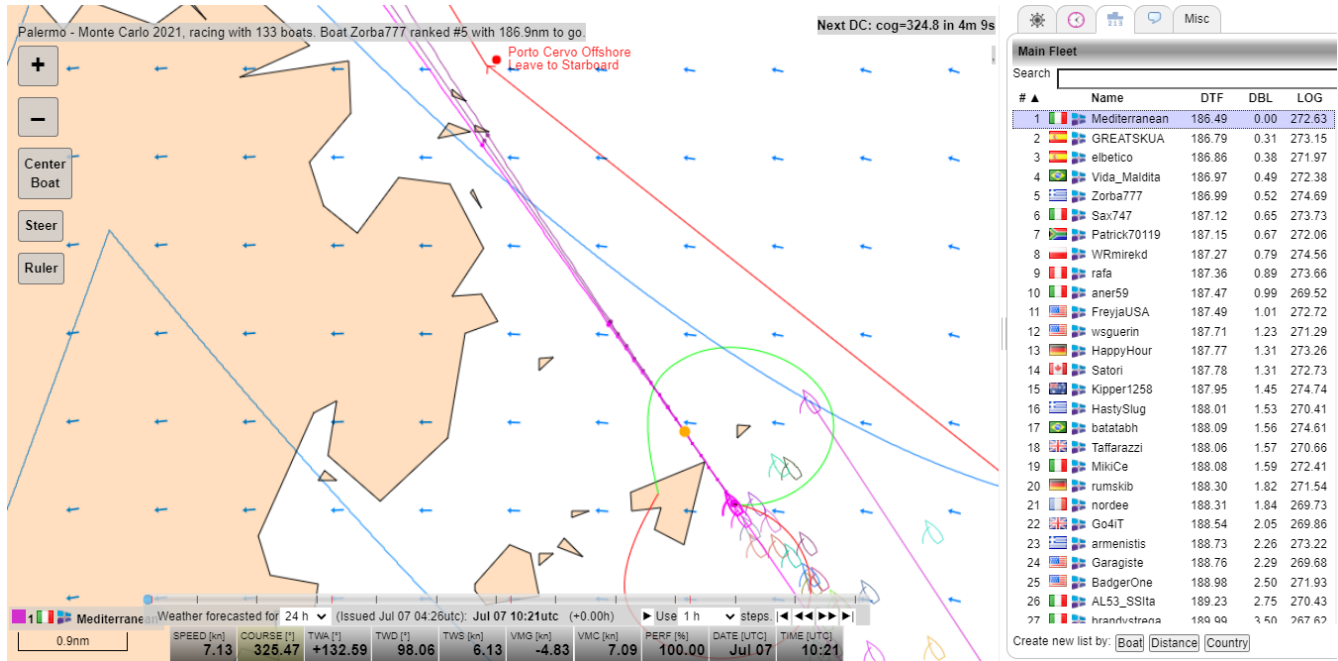 Palermo - Monte Carlo 2021, racing with 133 boats. Boat Zorba777 ranked #5 with 186.9nm to go.
Next DC: cog=324.8 in 4m 9s
Porto Cervo Offshore
Leave to Starboard
+
−
Center
Boat
Steer
Ruler
1 Mediterranean
Weather forecasted for 24 h (Issued Jul 07 04:26utc): Jul 07 10:21utc (+0.00h) Use 1 h steps.
0.9nm
SPEED [kn] COURSE [°] TWA [°] TWD [°] TWS [kn] VMG [kn] VMC [kn] PERF [%] DATE [UTC] TIME [UTC]
7.13 325.47 +132.59 98.06 6.13 -4.83 7.09 100.00 Jul 07 10:21
Misc
Main Fleet
Search
# ▲ Name DTF DBL LOG
1 Mediterranean 186.49 0.00 272.63
2 GREATSKUA 186.79 0.31 273.15
3 elbetico 186.86 0.38 271.97
4 Vida_Maldita 186.97 0.49 272.38
5 Zorba777 186.99 0.52 274.69
6 Sax747 187.12 0.65 273.73
7 Patrick70119 187.15 0.67 272.06
8 WRmirekd 187.27 0.79 274.56
9 rafa 187.36 0.89 273.66
10 aner59 187.47 0.99 269.52
11 FreyjaUSA 187.49 1.01 272.72
12 wsguerin 187.71 1.23 271.29
13 HappyHour 187.77 1.31 273.26
14 Satori 187.78 1.31 272.73
15 Kipper1258 187.95 1.45 274.74
16 HastySlug 188.01 1.53 270.41
17 batatabh 188.09 1.56 274.61
18 Taffarazzi 188.06 1.57 270.66
19 MikiCe 188.08 1.59 272.41
20 rumskib 188.30 1.82 271.54
21 nordee 188.31 1.84 269.73
22 Go4iT 188.54 2.05 269.86
23 armenistis 188.73 2.26 273.22
24 Garagiste 188.76 2.29 269.68
25 BadgerOne 188.98 2.50 271.93
26 AL53_SSIta 189.23 2.75 270.43
27 brandystrega 189.99 3.50 267.62
Create new list by: Boat Distance Country